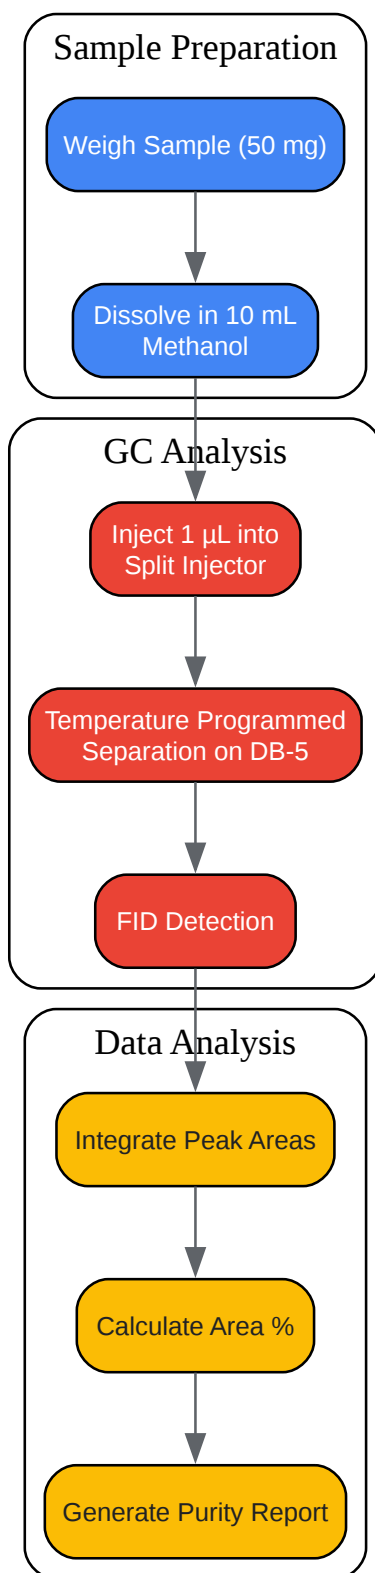 Sample Preparation
Weigh Sample (50 mg)
Dissolve in 10 mL
Methanol
GC Analysis
Inject 1 µL into
Split Injector
Temperature Programmed
Separation on DB-5
FID Detection
Data Analysis
Integrate Peak Areas
Calculate Area %
Generate Purity Report